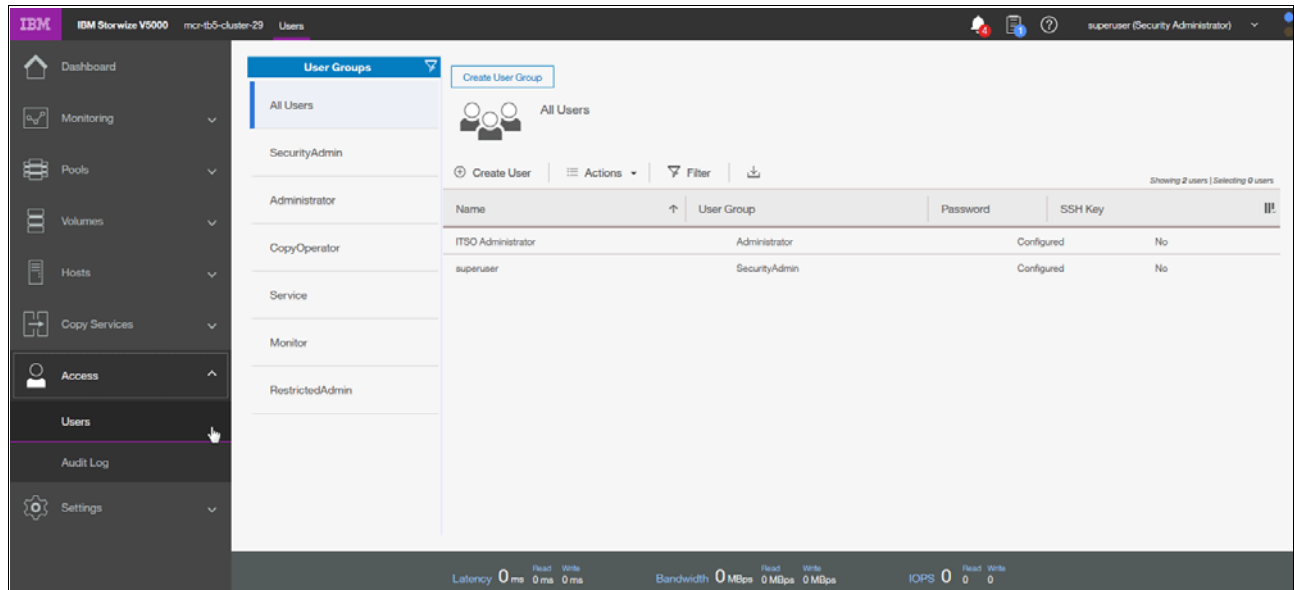 IBM IBM Storwize V5000 mcr-tb5-cluster-29 Users 4 1 ? superuser (Security Administrator)
Dashboard
Monitoring
Pools
Volumes
Hosts
Copy Services
Access
Users
Audit Log
Settings
User Groups
All Users
SecurityAdmin
Administrator
CopyOperator
Service
Monitor
RestrictedAdmin
Create User Group
All Users
Create User Actions Filter
Showing 2 users | Selecting 0 users
Name User Group Password SSH Key
ITSO Administrator Administrator Configured No
superuser SecurityAdmin Configured No
Latency 0 ms Read 0 ms Write 0 ms
Bandwidth 0 MBps Read 0 MBps Write 0 MBps
IOPS 0 Read 0 Write 0